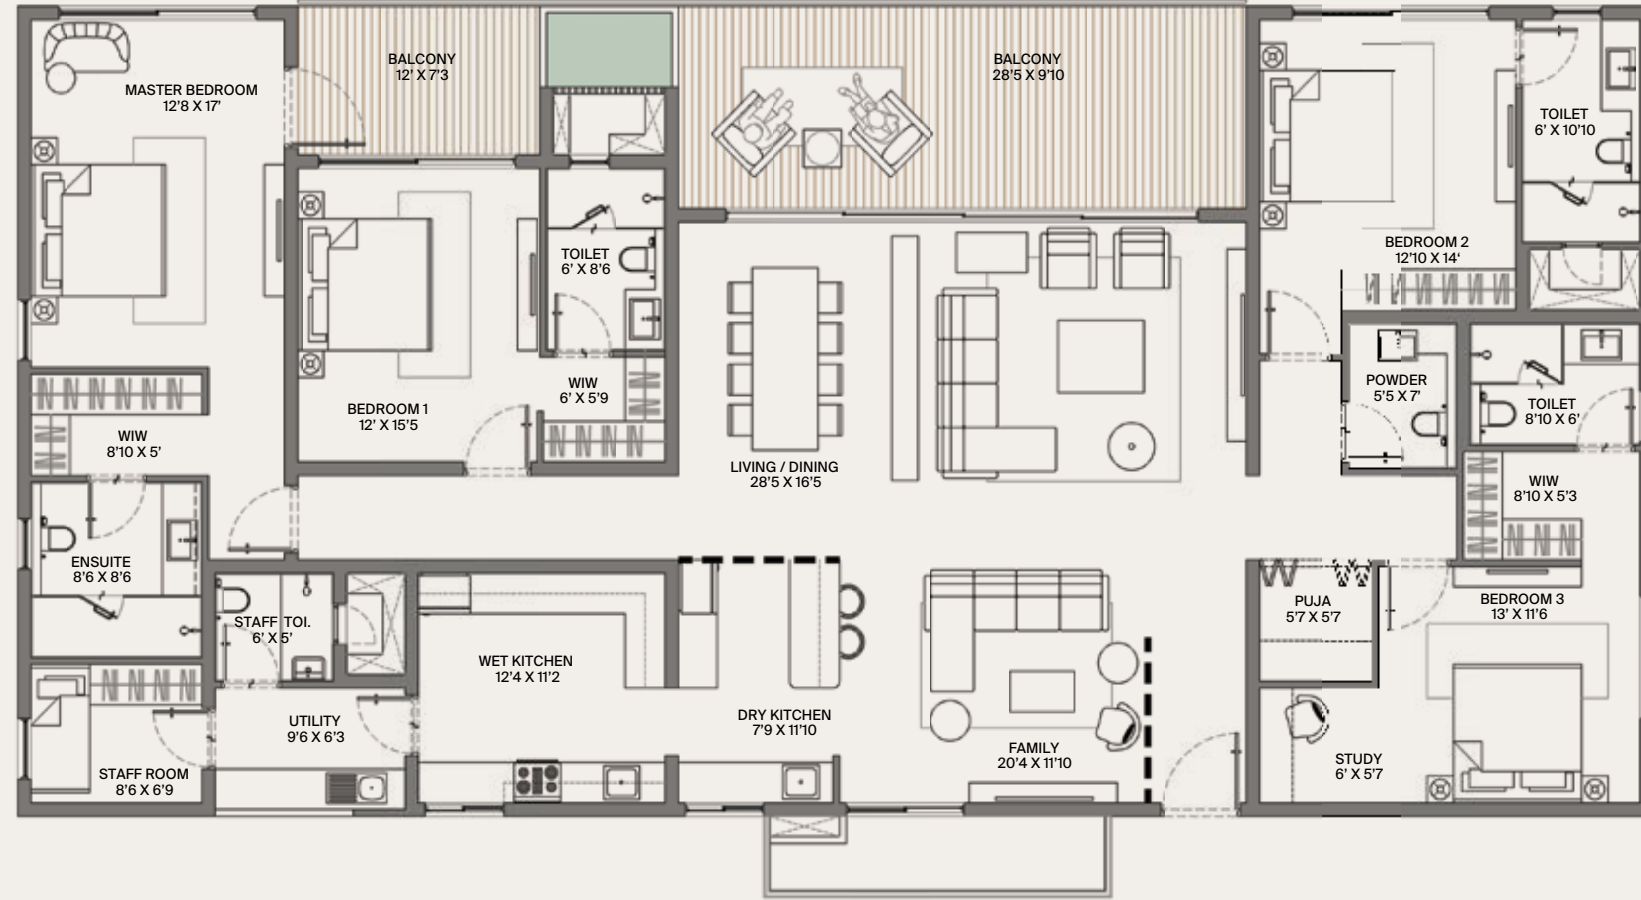 BALCONY
12' X 7'3
BALCONY
28'5 X 9'10
MASTER BEDROOM
12'8 X 17'
TOILET
6' X 10'10
BEDROOM 2
12'10 X 14'
TOILET
6' X 8'6
POWDER
5'5 X 7'
WIW
6' X 5'9
BEDROOM 1
12' X 15'5
TOILET
8'10 X 6'
WIW
8'10 X 5'
LIVING / DINING
28'5 X 16'5
WIW
8'10 X 5'3
ENSUITE
8'6 X 8'6
PUJA
5'7 X 5'7
BEDROOM 3
13' X 11'6
STAFF TOI.
6' X 5'
WET KITCHEN
12'4 X 11'2
UTILITY
9'6 X 6'3
DRY KITCHEN
7'9 X 11'10
FAMILY
20'4 X 11'10
STUDY
6' X 5'7
STAFF ROOM
8'6 X 6'9